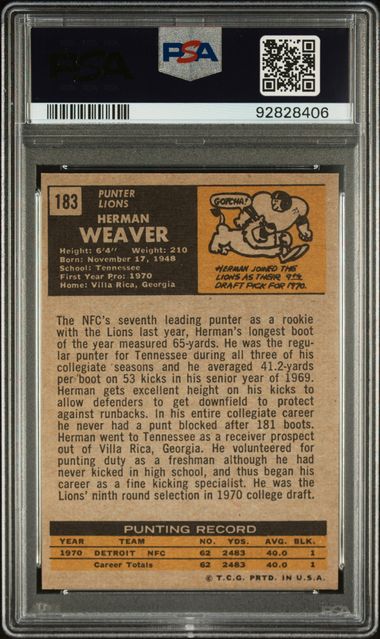 PSA
PSA
92828406
183
PUNTER
LIONS
HERMAN
WEAVER
Height: 6'4" Weight: 210
Born: November 17, 1948
School: Tennessee
First Year Pro: 1970
Home: Villa Rica, Georgia
GOTCHA!
HERMAN JOINED THE
LIONS AS THEIR 9TH
DRAFT PICK FOR 1970.
The NFC's seventh leading punter as a rookie
with the Lions last year, Herman's longest boot
of the year measured 65-yards. He was the regu-
lar punter for Tennessee during all three of his
collegiate seasons and he averaged 41.2-yards
per boot on 53 kicks in his senior year of 1969.
Herman gets excellent height on his kicks to
allow defenders to get downfield to protect
against runbacks. In his entire collegiate career
he never had a punt blocked after 181 boots.
Herman went to Tennessee as a receiver prospect
out of Villa Rica, Georgia. He volunteered for
punting duty as a freshman although he had
never kicked in high school, and thus began his
career as a fine kicking specialist. He was the
Lions' ninth round selection in 1970 college draft.
PUNTING RECORD
YEAR TEAM NO. YDS. AVG. BLK.
1970 DETROIT NFC 62 2483 40.0 1
Career Totals 62 2483 40.0 1
© T.C.G. PRTD. IN U.S.A.